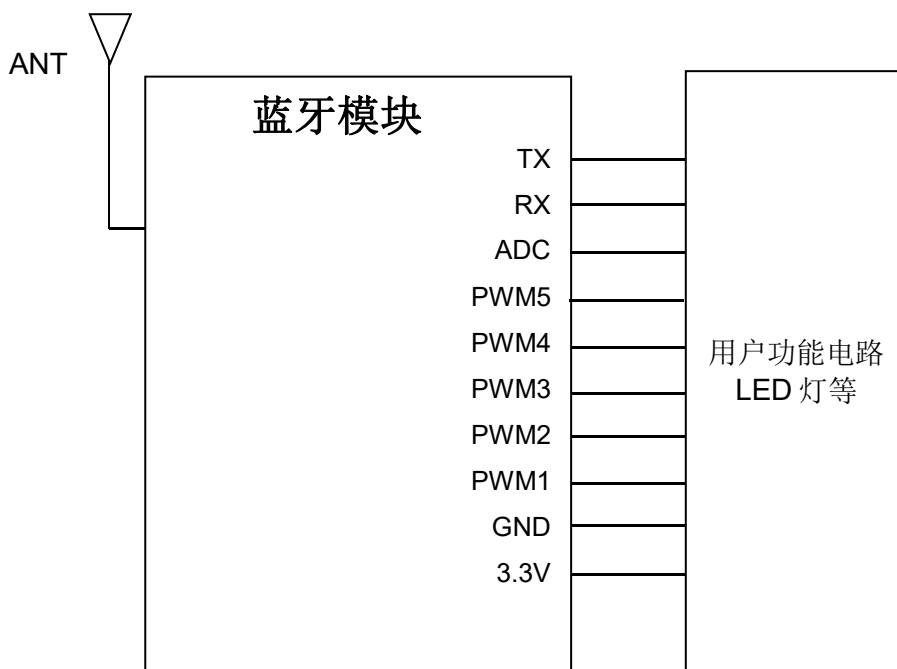 ANT
蓝牙模块
TX
RX
ADC
PWM5
PWM4
PWM3
PWM2
PWM1
GND
3.3V
用户功能电路
LED 灯等